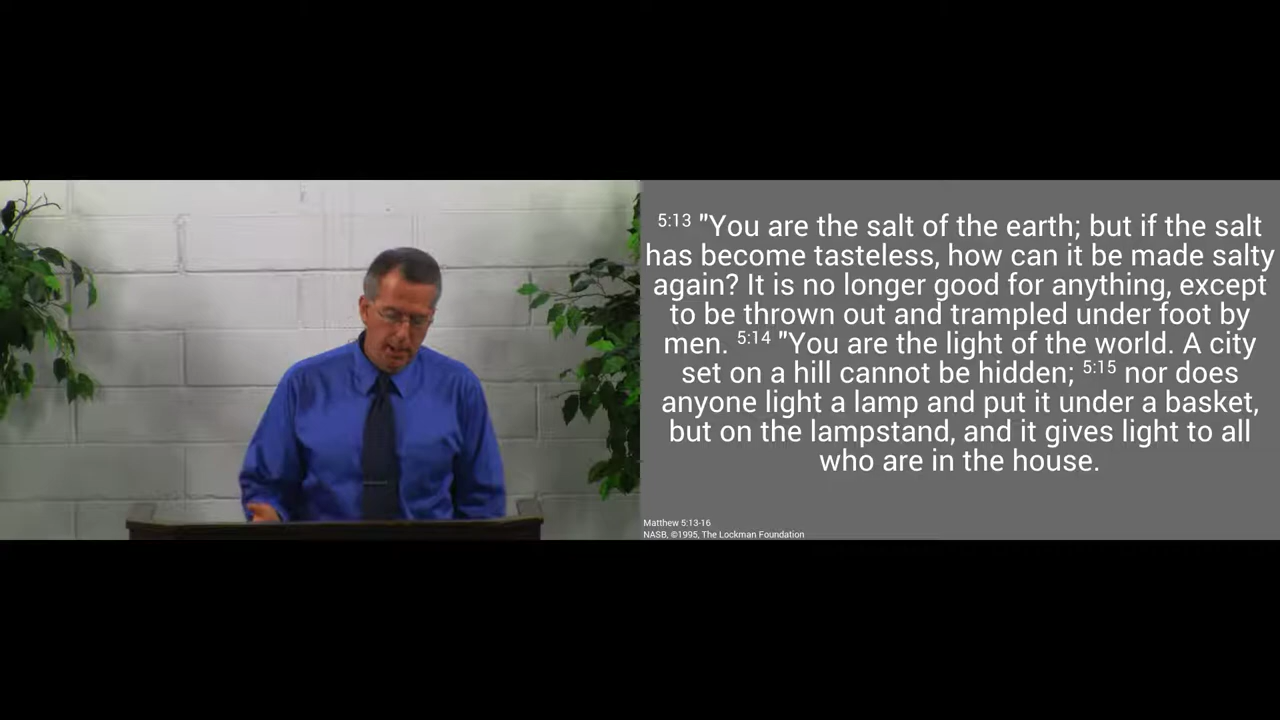 5:13 "You are the salt of the earth; but if the salt
has become tasteless, how can it be made salty
again? It is no longer good for anything, except
to be thrown out and trampled under foot by
men. 5:14 "You are the light of the world. A city
set on a hill cannot be hidden; 5:15 nor does
anyone light a lamp and put it under a basket,
but on the lampstand, and it gives light to all
who are in the house.
Matthew 5:13-16
NASB, ©1995, The Lockman Foundation